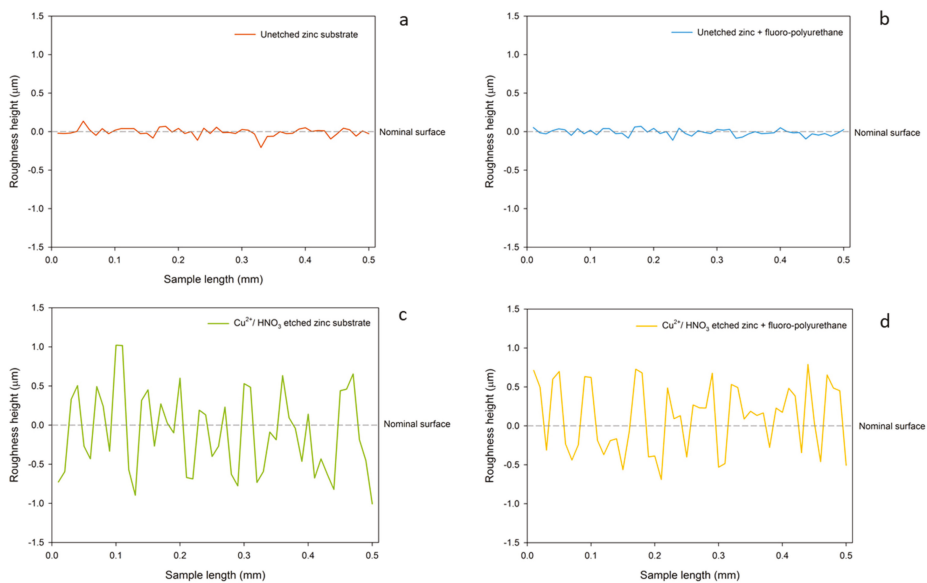 a
Unetched zinc substrate
1.5
1.0
0.5
0.0
-0.5
-1.0
-1.5
Roughness height (µm)
Nominal surface
0.0 0.1 0.2 0.3 0.4 0.5
Sample length (mm)
b
Unetched zinc + fluoro-polyurethane
1.5
1.0
0.5
0.0
-0.5
-1.0
-1.5
Roughness height (µm)
Nominal surface
0.0 0.1 0.2 0.3 0.4 0.5
Sample length (mm)
c
Cu²⁺/ HNO₃ etched zinc substrate
1.5
1.0
0.5
0.0
-0.5
-1.0
-1.5
Roughness height (µm)
Nominal surface
0.0 0.1 0.2 0.3 0.4 0.5
Sample length (mm)
d
Cu²⁺/ HNO₃ etched zinc + fluoro-polyurethane
1.5
1.0
0.5
0.0
-0.5
-1.0
-1.5
Roughness height (µm)
Nominal surface
0.0 0.1 0.2 0.3 0.4 0.5
Sample length (mm)